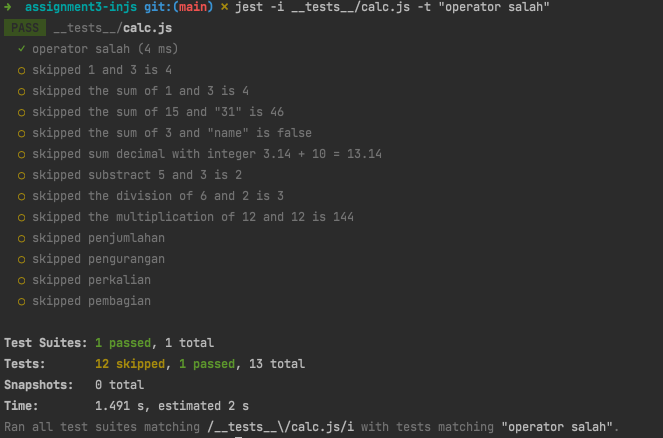 ➜ assignment3-injs git:(main) ✗ jest -i __tests__/calc.js -t "operator salah"
PASS __tests__/calc.js
✓ operator salah (4 ms)
○ skipped 1 and 3 is 4
○ skipped the sum of 1 and 3 is 4
○ skipped the sum of 15 and "31" is 46
○ skipped the sum of 3 and "name" is false
○ skipped sum decimal with integer 3.14 + 10 = 13.14
○ skipped substract 5 and 3 is 2
○ skipped the division of 6 and 2 is 3
○ skipped the multiplication of 12 and 12 is 144
○ skipped penjumlahan
○ skipped pengurangan
○ skipped perkalian
○ skipped pembagian
Test Suites: 1 passed, 1 total
Tests: 12 skipped, 1 passed, 13 total
Snapshots: 0 total
Time: 1.491 s, estimated 2 s
Ran all test suites matching /__tests__\/calc.js/i with tests matching "operator salah".